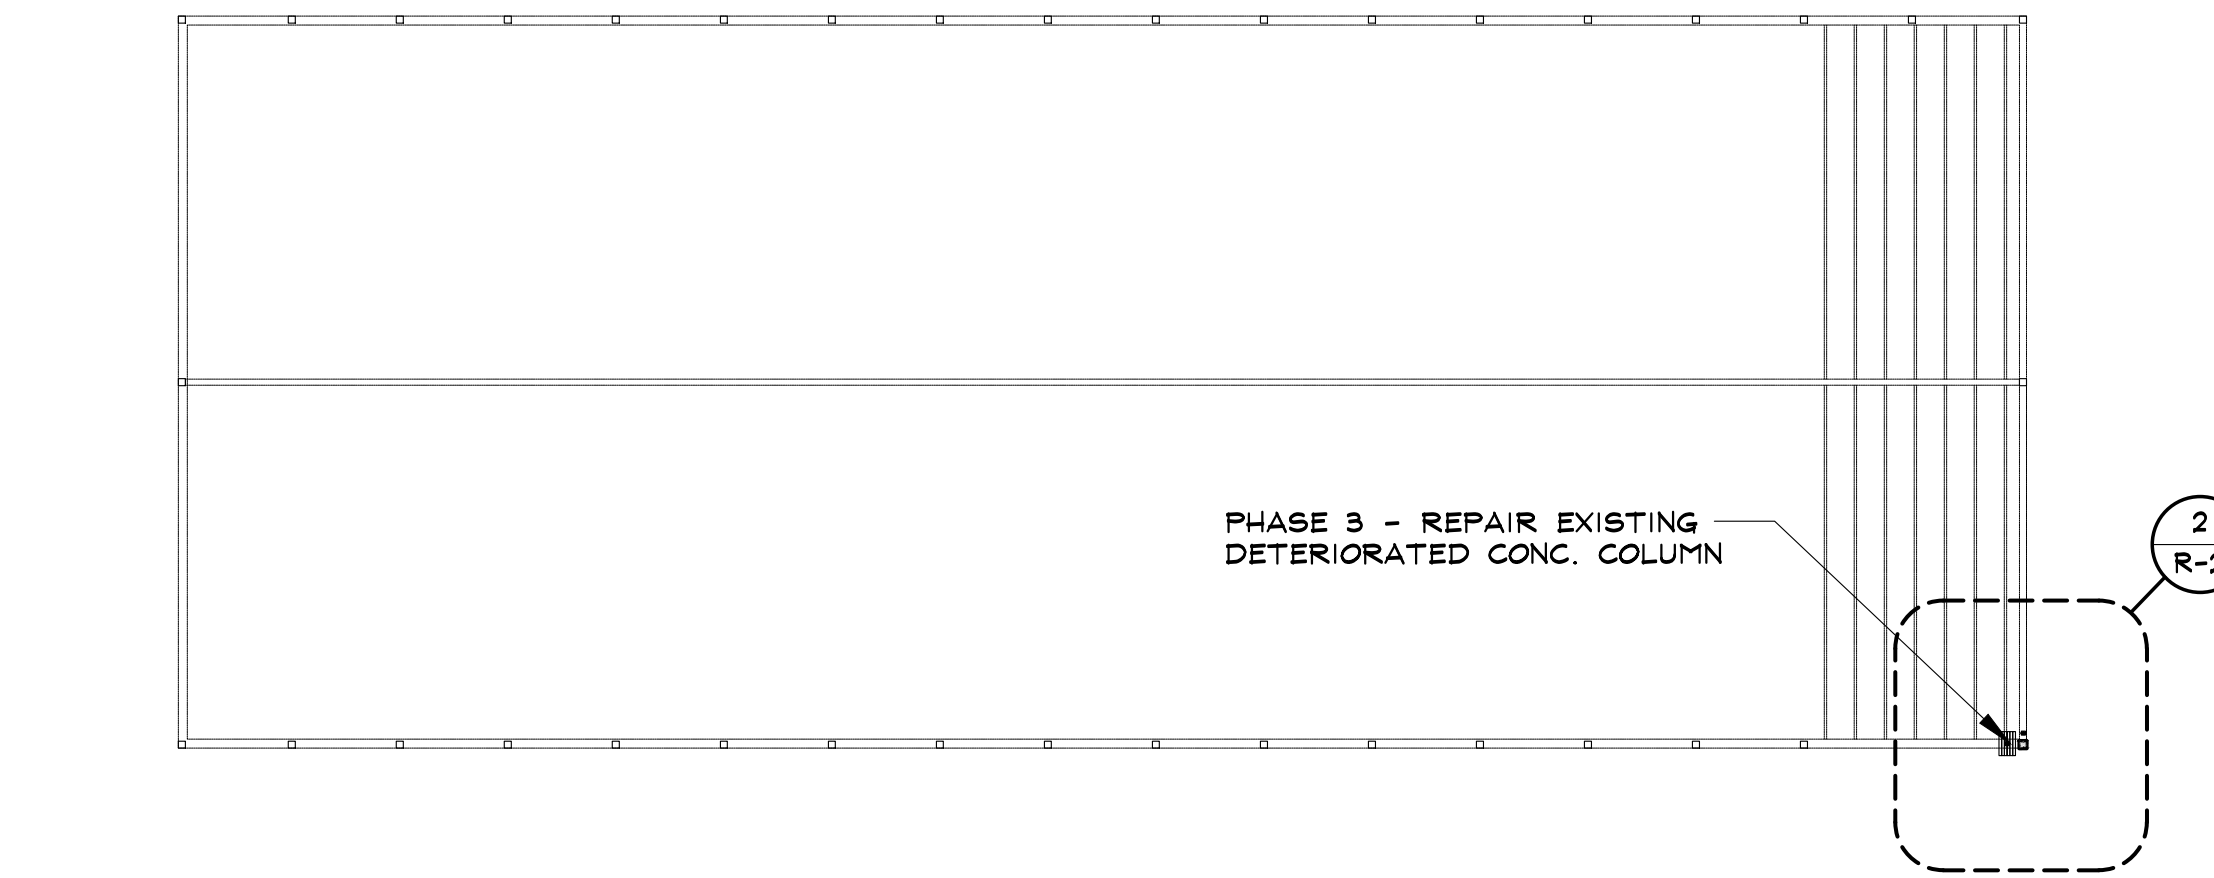 PHASE 3 - REPAIR EXISTING
DETERIORATED CONC. COLUMN
2